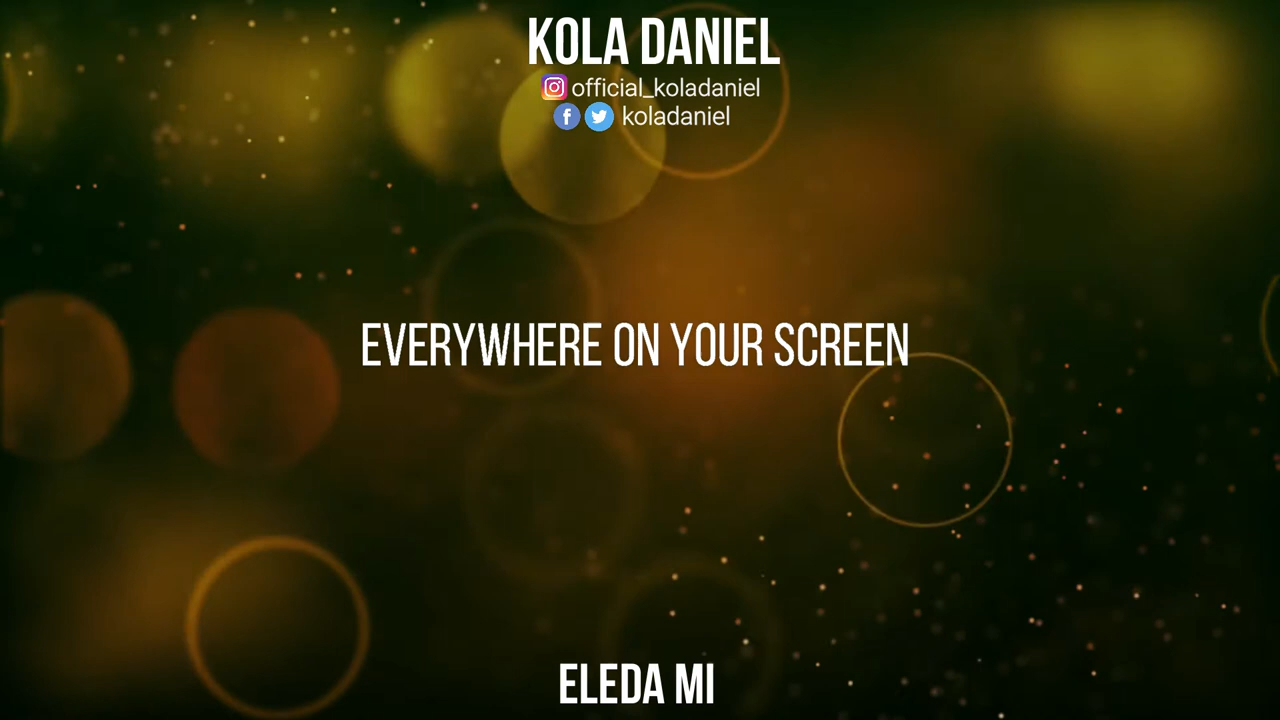 KOLA DANIEL
official_koladaniel
koladaniel
EVERYWHERE ON YOUR SCREEN
ELEDA MI